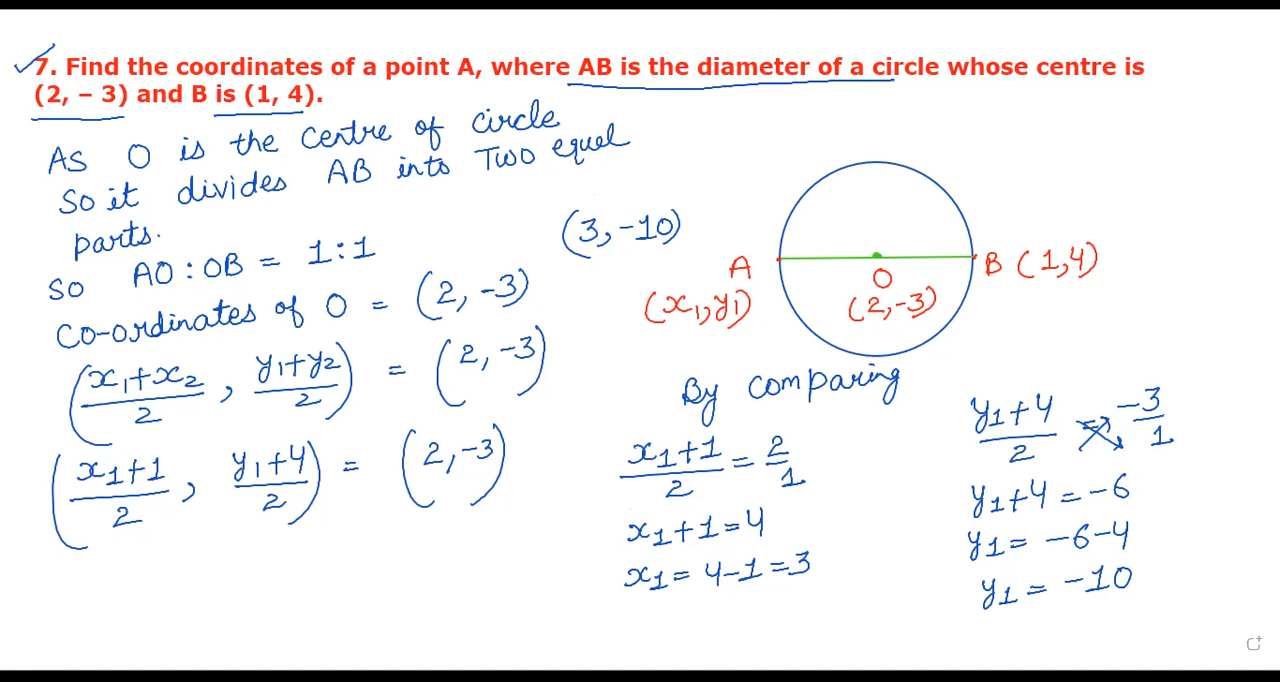 7. Find the coordinates of a point A, where AB is the diameter of a circle whose centre is
(2, – 3) and B is (1, 4).
AS O is the centre of circle
So it divides AB into Two equal
parts.
So AO : OB = 1 : 1
Co-ordinates of O = (2, -3)
(x1+x2/2, y1+y2/2) = (2, -3)
(x1+1/2, y1+4/2) = (2, -3)
(3, -10)
A
(x1, y1)
O
(2, -3)
B (1,4)
By comparing
x1+1/2 = 2/1
x1+1=4
x1= 4-1=3
y1+4/2 = -3/1
y1+4 = -6
y1= -6-4
y1= -10